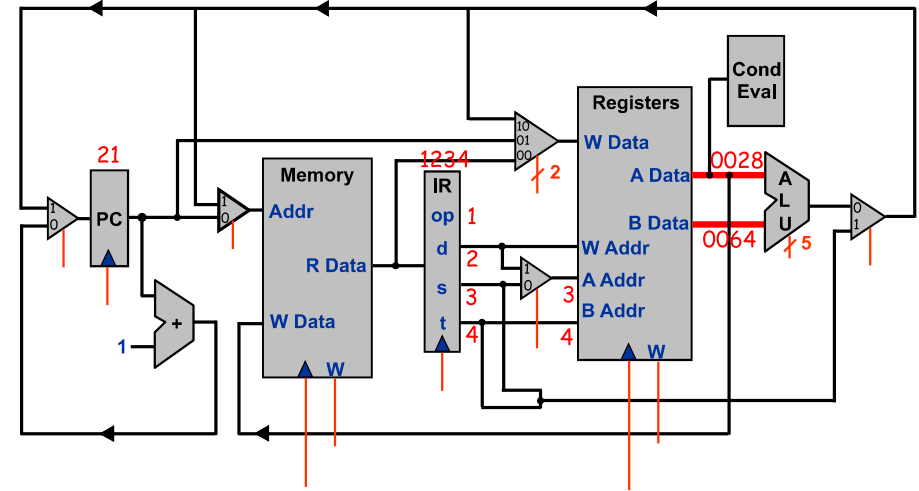 Cond
Eval
Registers
10
01
00
W Data
2
21
1234
0028
A Data
Memory
IR
A
L
U
1
0
PC
1
0
Addr
op
1
B Data
0064
5
0
1
R Data
d
2
W Addr
1
0
s
3
3
A Addr
B Addr
+
1
W Data
t
4
4
W
W